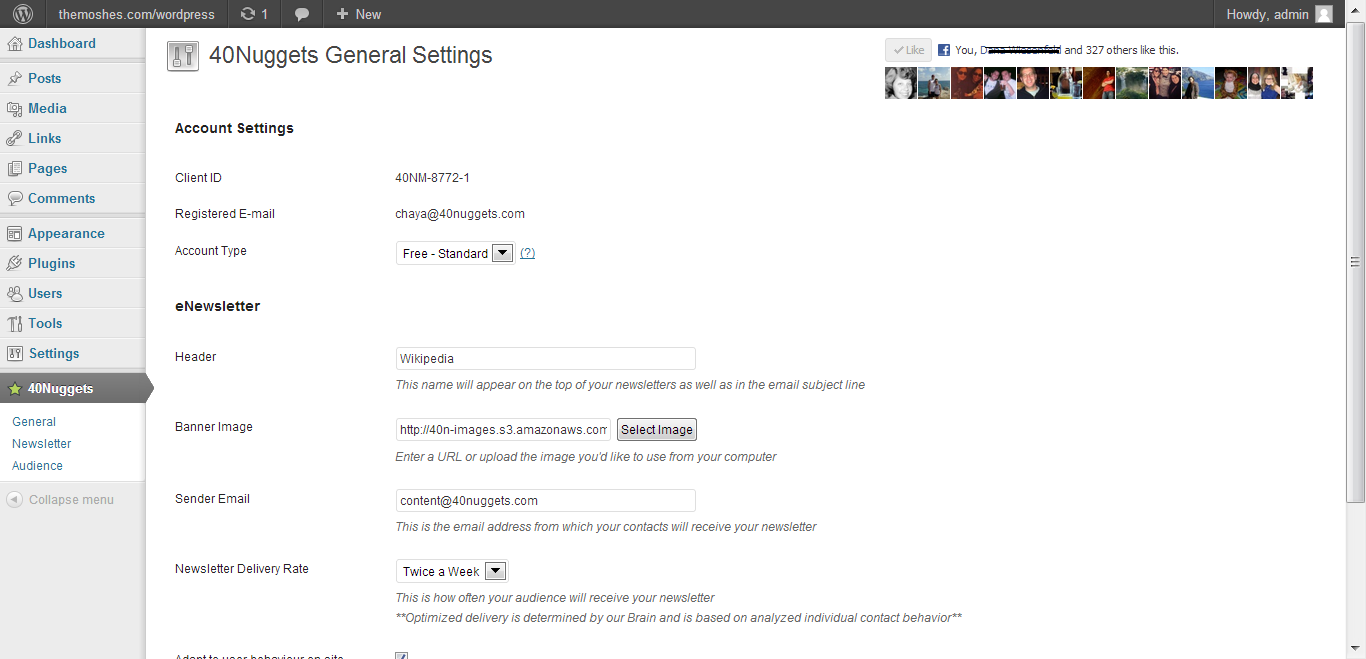 themoshes.com/wordpress 1 New Howdy, admin
Dashboard
Posts
Media
Links
Pages
Comments
Appearance
Plugins
Users
Tools
Settings
40Nuggets
General
Newsletter
Audience
Collapse menu
40Nuggets General Settings
Like You, and 327 others like this.
Account Settings
Client ID 40NM-8772-1
Registered E-mail chaya@40nuggets.com
Account Type Free - Standard (?)
eNewsletter
Header Wikipedia
This name will appear on the top of your newsletters as well as in the email subject line
Banner Image http://40n-images.s3.amazonaws.com Select Image
Enter a URL or upload the image you'd like to use from your computer
Sender Email content@40nuggets.com
This is the email address from which your contacts will receive your newsletter
Newsletter Delivery Rate Twice a Week
This is how often your audience will receive your newsletter
**Optimized delivery is determined by our Brain and is based on analyzed individual contact behavior**
Adapt to user behaviour on site